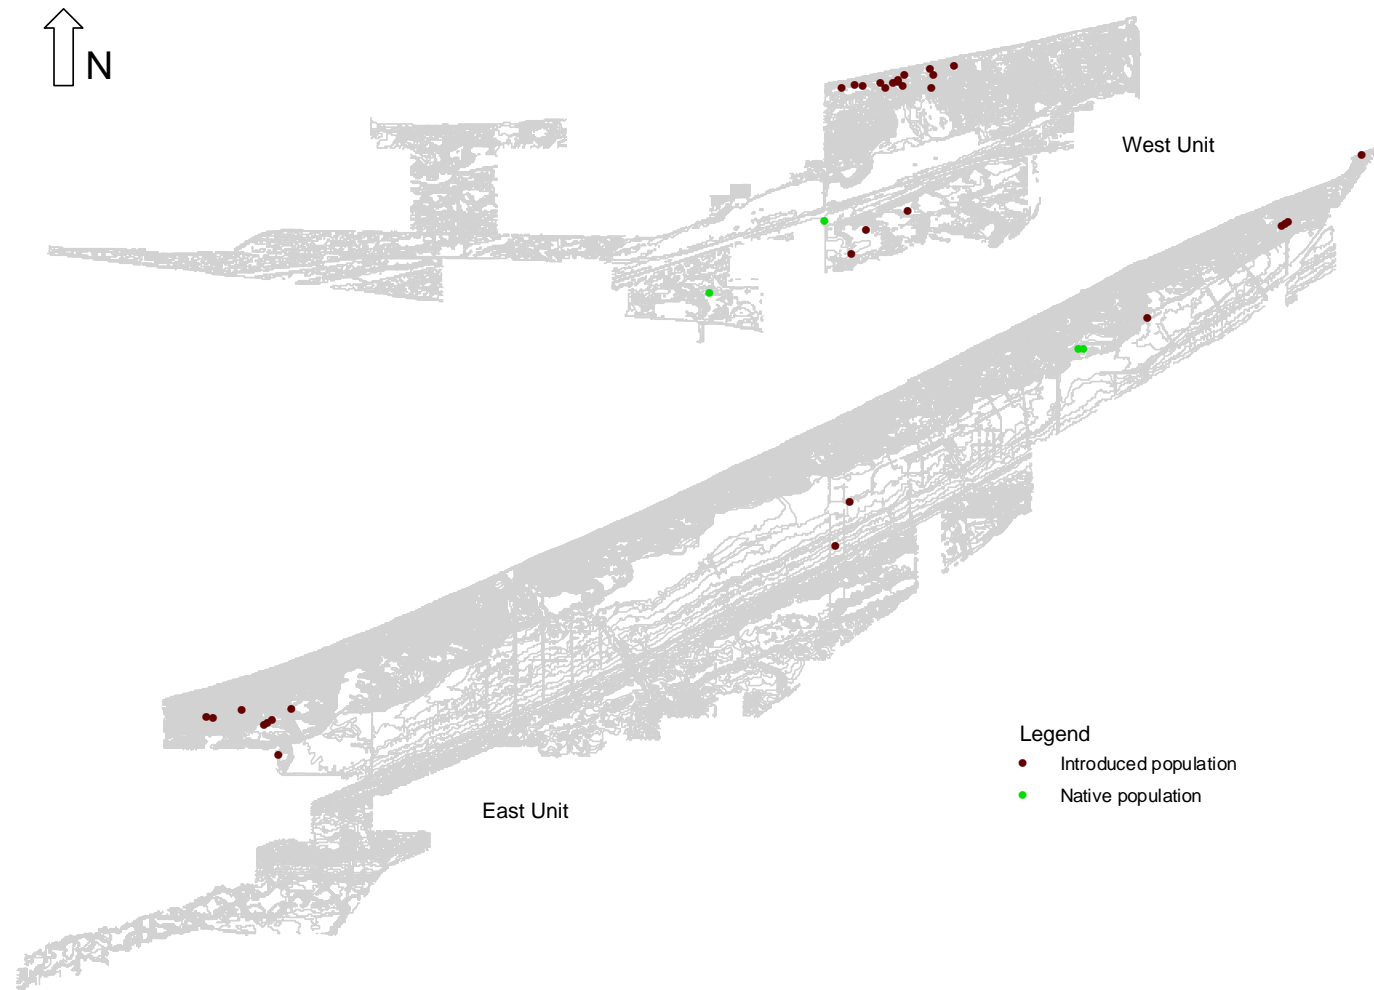 N
West Unit
Legend
Introduced population
Native population
East Unit